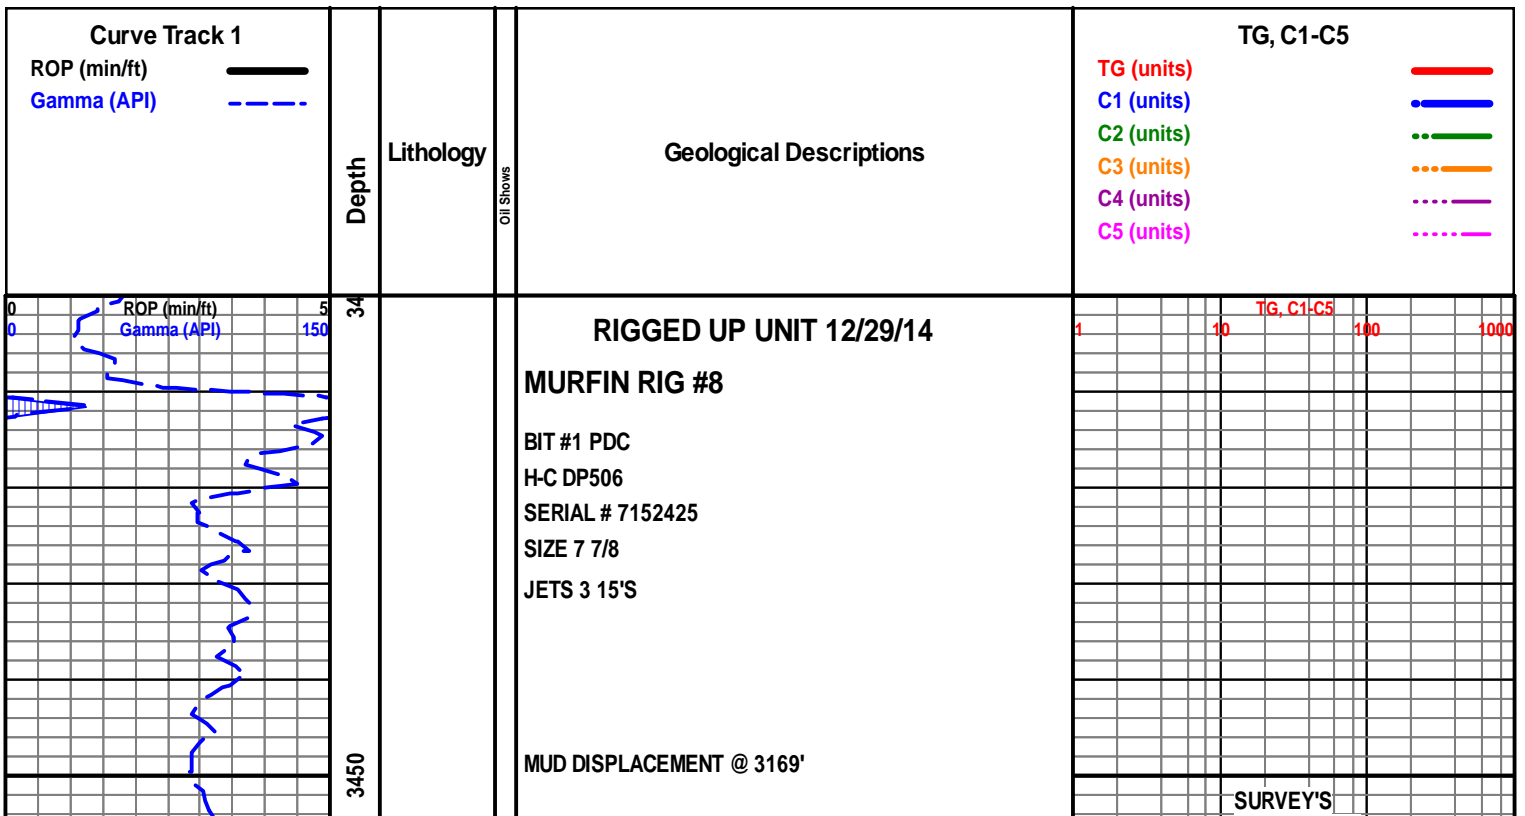 Curve Track 1
ROP (min/ft)
Gamma (API)
Depth
Lithology
Oil Shows
Geological Descriptions
TG, C1-C5
TG (units)
C1 (units)
C2 (units)
C3 (units)
C4 (units)
C5 (units)
0 ROP (min/ft) 5
0 Gamma (API) 150
34
RIGGED UP UNIT 12/29/14
MURFIN RIG #8
BIT #1 PDC
H-C DP506
SERIAL # 7152425
SIZE 7 7/8
JETS 3 15'S
MUD DISPLACEMENT @ 3169'
3450
TG, C1-C5
1 10 100 1000
SURVEY'S